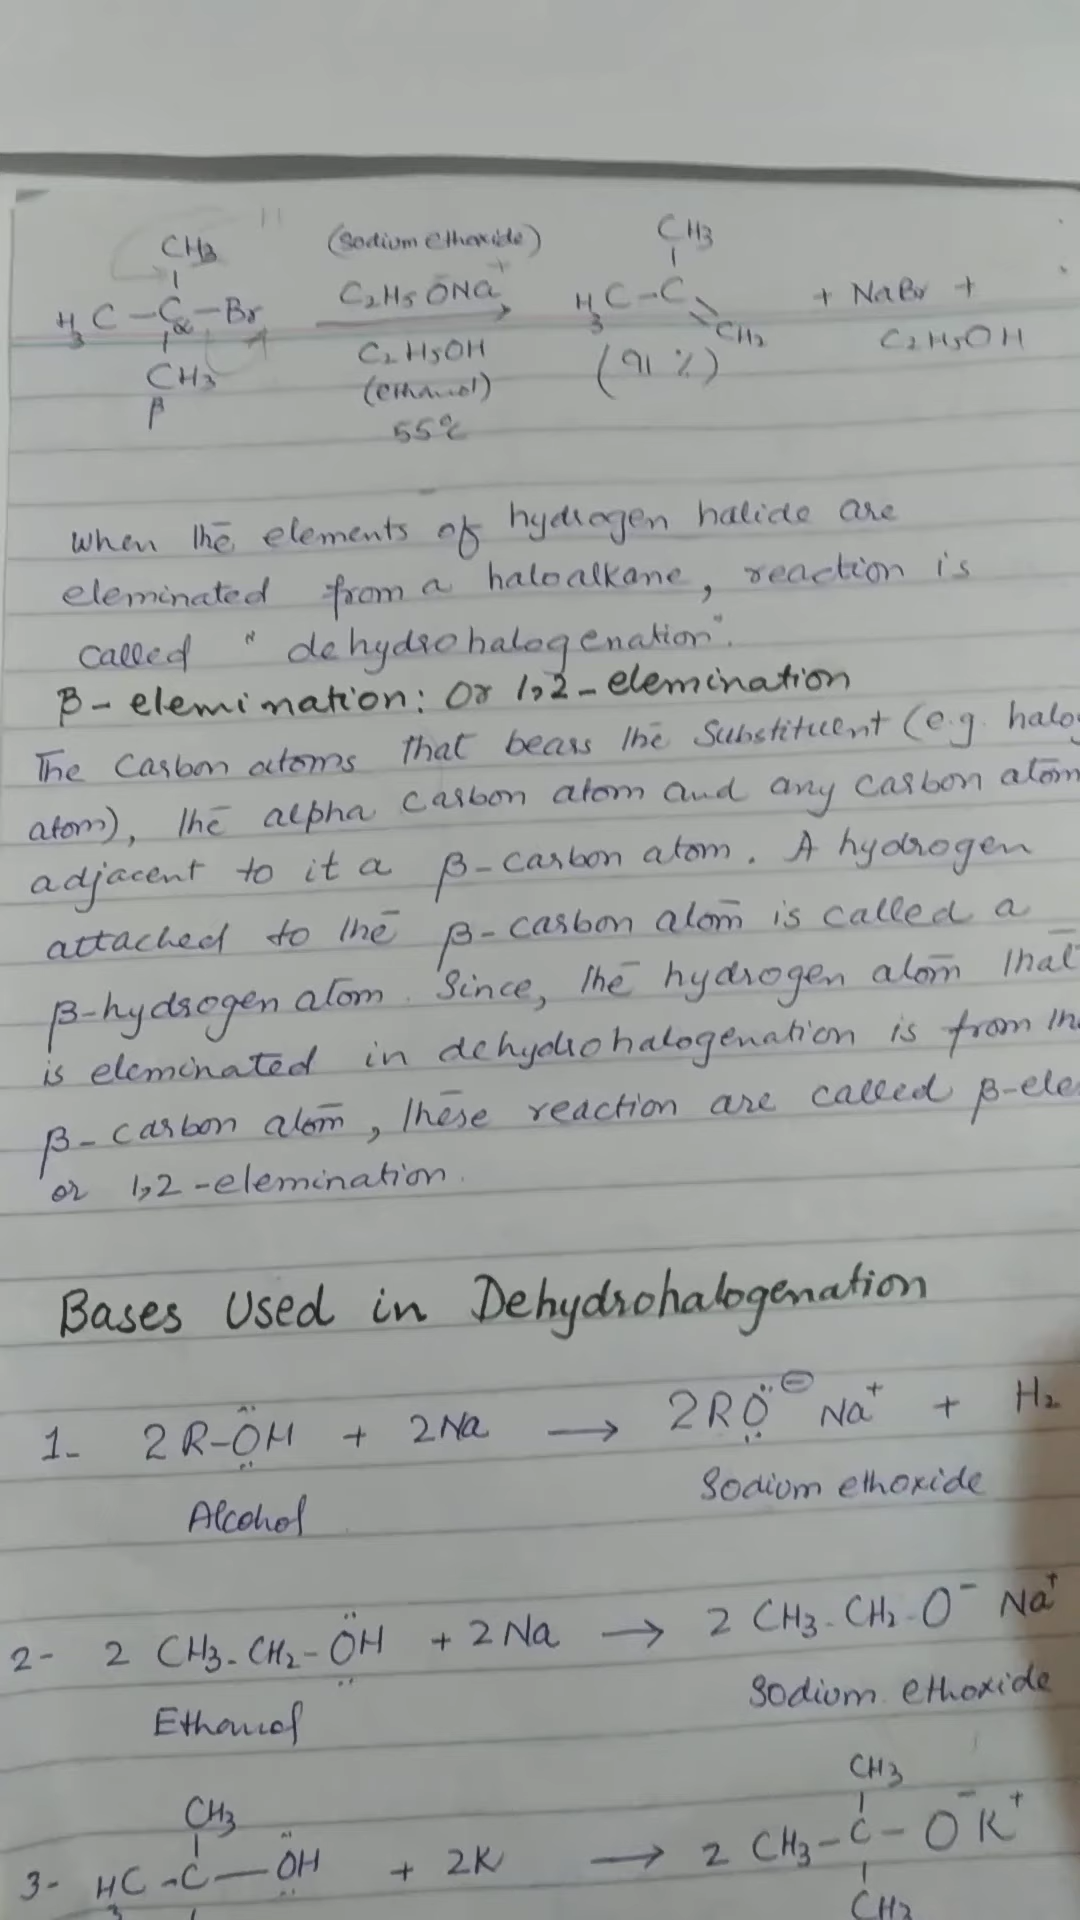 CH3 (Sodium ethoxide) CH3
H3C-C-Br C2H5ŌNa+ H3C-C + NaBr +
α CH2
CH3 C2H5OH (91%) C2H5OH
β (ethanol)
55℃
When the elements of hydrogen halide are
eleminated from a haloalkane, reaction is
called "dehydrohalogenation".
β-elemination: Or 1,2-elemination
The Carbon atoms that bears the Substituent (e.g. halog
atom), the alpha carbon atom and any carbon atom
adjacent to it a β-carbon atom. A hydrogen
attached to the β-carbon atom is called a
β-hydrogen atom. Since, the hydrogen atom that
is eleminated in dehydrohalogenation is from the
β-carbon atom, these reaction are called β-ele
or 1,2-elemination.
Bases Used in Dehydrohalogenation
1- 2R-ÖH + 2Na ⟶ 2RÖ⊖ Na+ + H2
Alcohol Sodium ethoxide
2- 2 CH3-CH2-ÖH + 2Na → 2 CH3-CH2-O- Na+
Ethanol Sodium ethoxide
CH3 CH3
3- H3C-C-ÖH + 2K ⟶ 2 CH3-C-O-K+
CH3